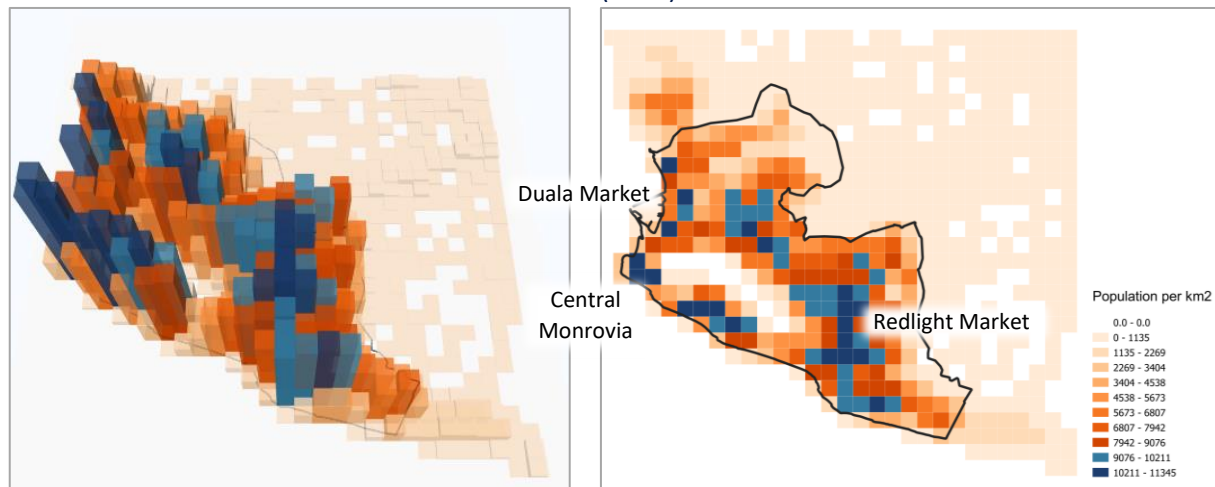 Duala Market
Central
Monrovia
Redlight Market
Population per km2
0.0 - 0.0
0 - 1135
1135 - 2269
2269 - 3404
3404 - 4538
4538 - 5673
5673 - 6807
6807 - 7942
7942 - 9076
9076 - 10211
10211 - 11345